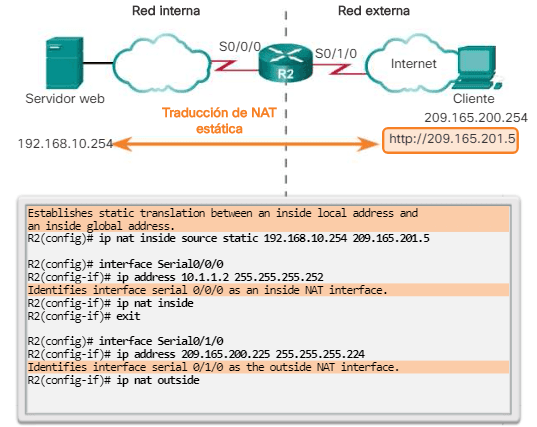 Red interna
Red externa
S0/0/0
S0/1/0
R2
Internet
Servidor web
Cliente
Traducción de NAT
estática
209.165.200.254
192.168.10.254
http://209.165.201.5
Establishes static translation between an inside local address and
an inside global address.
R2(config)# ip nat inside source static 192.168.10.254 209.165.201.5
R2(config)# interface Serial0/0/0
R2(config-if)# ip address 10.1.1.2 255.255.255.252
Identifies interface serial 0/0/0 as an inside NAT interface.
R2(config-if)# ip nat inside
R2(config-if)# exit
R2(config)# interface Serial0/1/0
R2(config-if)# ip address 209.165.200.225 255.255.255.224
Identifies interface serial 0/1/0 as the outside NAT interface.
R2(config-if)# ip nat outside